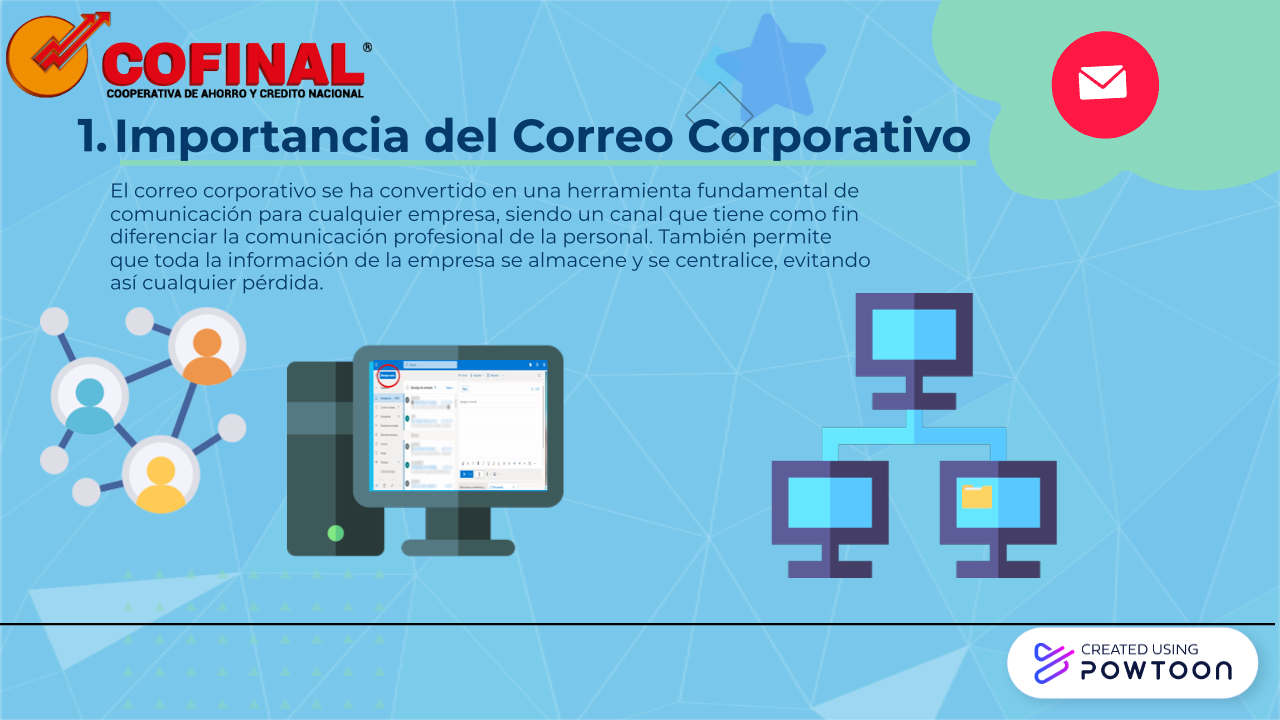 COFINAL®
COOPERATIVA DE AHORRO Y CREDITO NACIONAL
1. Importancia del Correo Corporativo
El correo corporativo se ha convertido en una herramienta fundamental de
comunicación para cualquier empresa, siendo un canal que tiene como fin
diferenciar la comunicación profesional de la personal. También permite
que toda la información de la empresa se almacene y se centralice, evitando
así cualquier pérdida.
CREATED USING
POWTOON